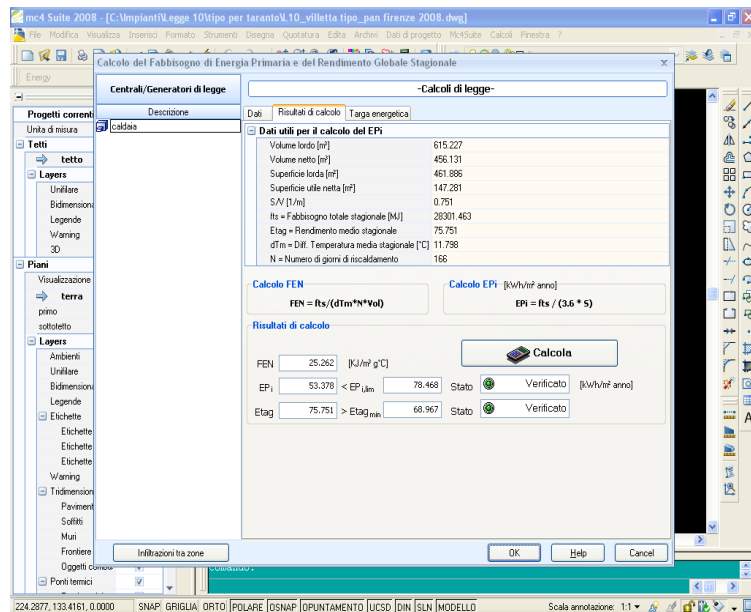 mc4 Suite 2008 - [C:\Impianti\Legge 10\tipo per taranto\L10_villetta tipo_pan firenze 2008.dwg]
File Modifica Visualizza Inserisci Formato Strumenti Disegna Quotatura Edita Archivi Dati di progetto Mc4Suite Calcoli Finestra ?
Energy
Progetti correnti
Unita di misura
Tetti
tetto
Layers
Unifilare
Bidimensiona
Legende
Warning
3D
Piani
Visualizzazione
terra
primo
sottotetto
Layers
Ambienti
Unifilare
Bidimensiona
Legende
Etichette
Etichette
Etichette
Etichette
Warning
Tridimension
Paviment
Soffitti
Muri
Frontiere
Oggetti
Ponti termici
Calcolo del Fabbisogno di Energia Primaria e del Rendimento Globale Stagionale
Centrali/Generatori di legge
Descrizione
caldaia
Infiltrazioni tra zone
-Calcoli di legge-
Dati Risultati di calcolo Targa energetica
Dati utili per il calcolo del EPi
Volume lordo [m³] 615.227
Volume netto [m³] 456.131
Superficie lorda [m²] 461.886
Superficie utile netta [m²] 147.281
S/V [1/m] 0.751
fts = Fabbisogno totale stagionale [MJ] 28301.463
Etag = Rendimento medio stagionale 75.751
dTm = Diff. Temperatura media stagionale [°C] 11.798
N = Numero di giorni di riscaldamento 166
Calcolo FEN
FEN = fts/(dTm*N*Vol)
Calcolo EPi [kWh/m² anno]
EPi = fts / (3.6 * S)
Risultati di calcolo
Calcola
FEN 25.262 [KJ/m³ g°C]
EP i 53.378 < EP i,lim 78.468 Stato Verificato [kWh/m² anno]
Etag 75.751 > Etag min 68.967 Stato Verificato
OK Help Cancel
Comando:
224.2877, 133.4161, 0.0000 SNAP GRIGLIA ORTO POLARE OSNAP OPUNTAMENTO UCSD DIN SLN MODELLO Scala annotazione: 1:1